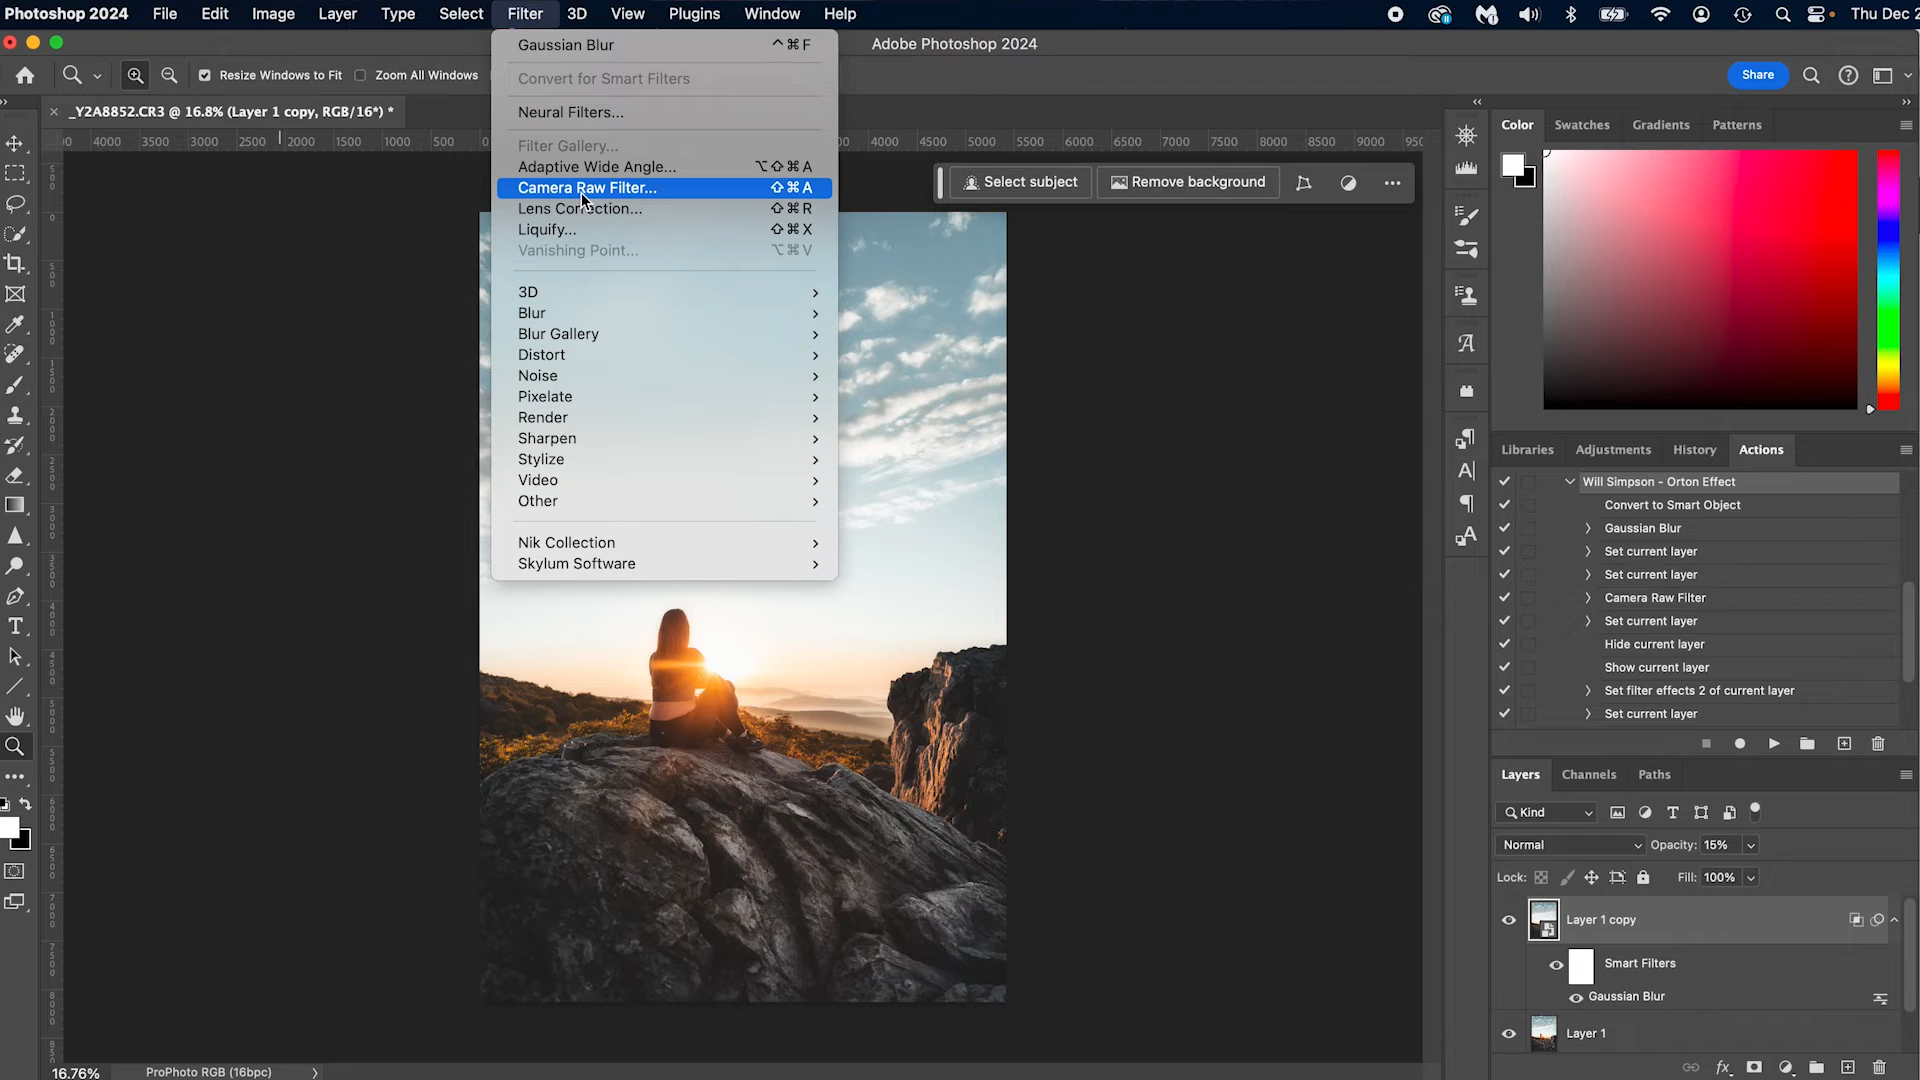 Photoshop 2024 File Edit Image Layer Type Select Filter 3D View Plugins Window Help Thu Dec 2
Adobe Photoshop 2024
Resize Windows to Fit Zoom All Windows Share
_Y2A8852.CR3 @ 16.8% (Layer 1 copy, RGB/16*) *
4000 3500 3000 2500 2000 1500 1000 500 0 4000 4500 5000 5500 6000 6500 7000 7500 8000 8500 9000
Gaussian Blur ^⌘F
Convert for Smart Filters
Neural Filters...
Filter Gallery...
Adaptive Wide Angle... ⌥⇧⌘A
Camera Raw Filter... ⇧⌘A
Lens Correction... ⇧⌘R
Liquify... ⇧⌘X
Vanishing Point... ⌥⌘V
3D
Blur
Blur Gallery
Distort
Noise
Pixelate
Render
Sharpen
Stylize
Video
Other
Nik Collection
Skylum Software
Select subject Remove background
Color Swatches Gradients Patterns
Libraries Adjustments History Actions
Will Simpson - Orton Effect
Convert to Smart Object
Gaussian Blur
Set current layer
Set current layer
Camera Raw Filter
Set current layer
Hide current layer
Show current layer
Set filter effects 2 of current layer
Set current layer
Layers Channels Paths
Kind
Normal Opacity: 15%
Lock: Fill: 100%
Layer 1 copy
Smart Filters
Gaussian Blur
Layer 1
16.76% ProPhoto RGB (16bpc)